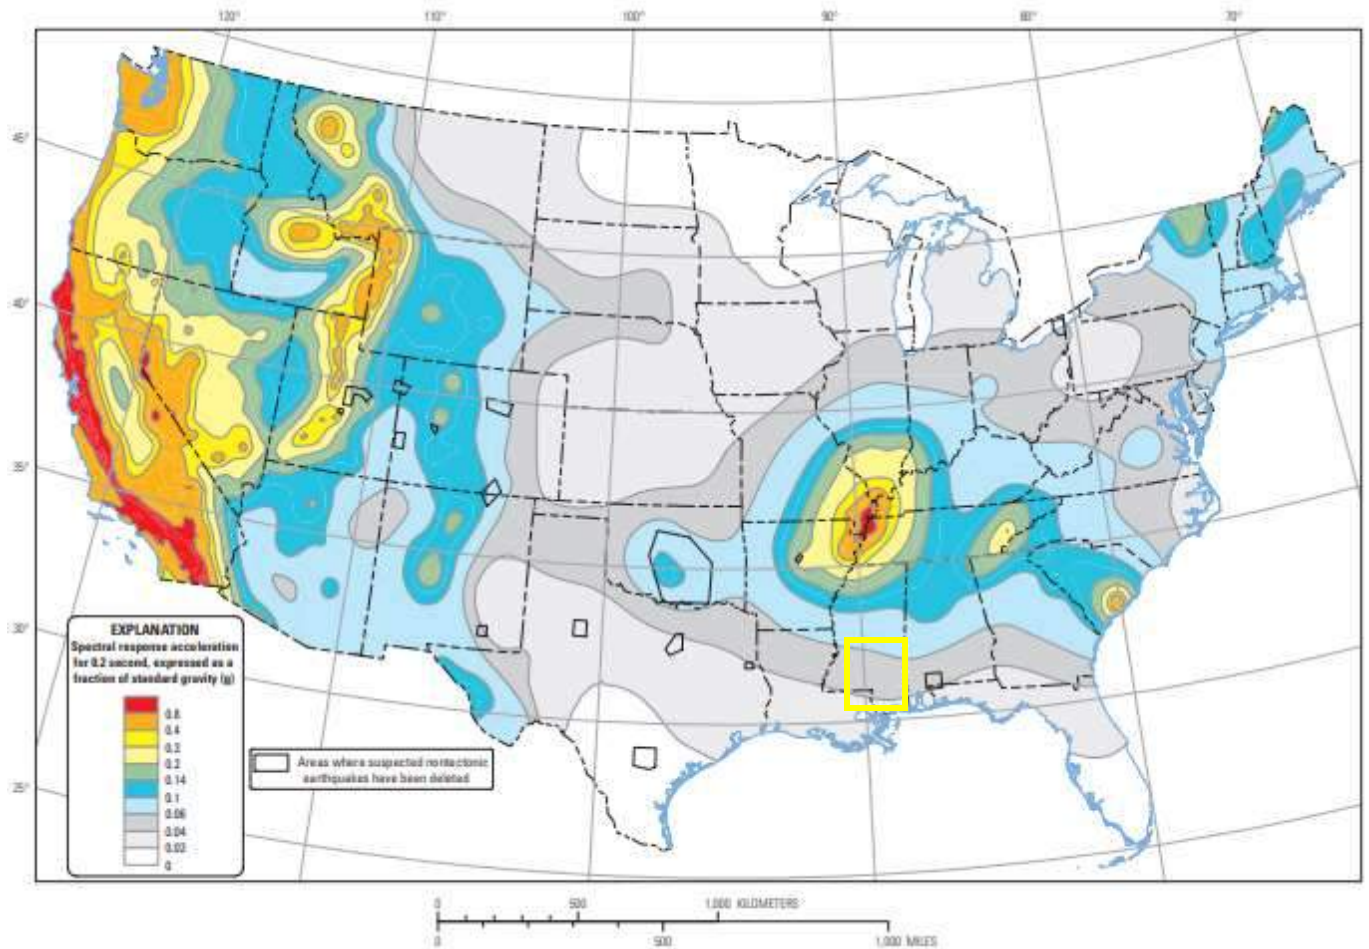 120° 110° 100° 90° 80° 70°
45°
40°
35°
30°
25°
EXPLANATION
Spectral response acceleration
for 0.2 second, expressed as a
fraction of standard gravity (g)
0.8
0.4
0.3
0.2
0.14
0.1
0.06
0.04
0.02
0
Areas where suspected nontectonic
earthquakes have been deleted
0 500 1,000 KILOMETERS
0 500 1,000 MILES